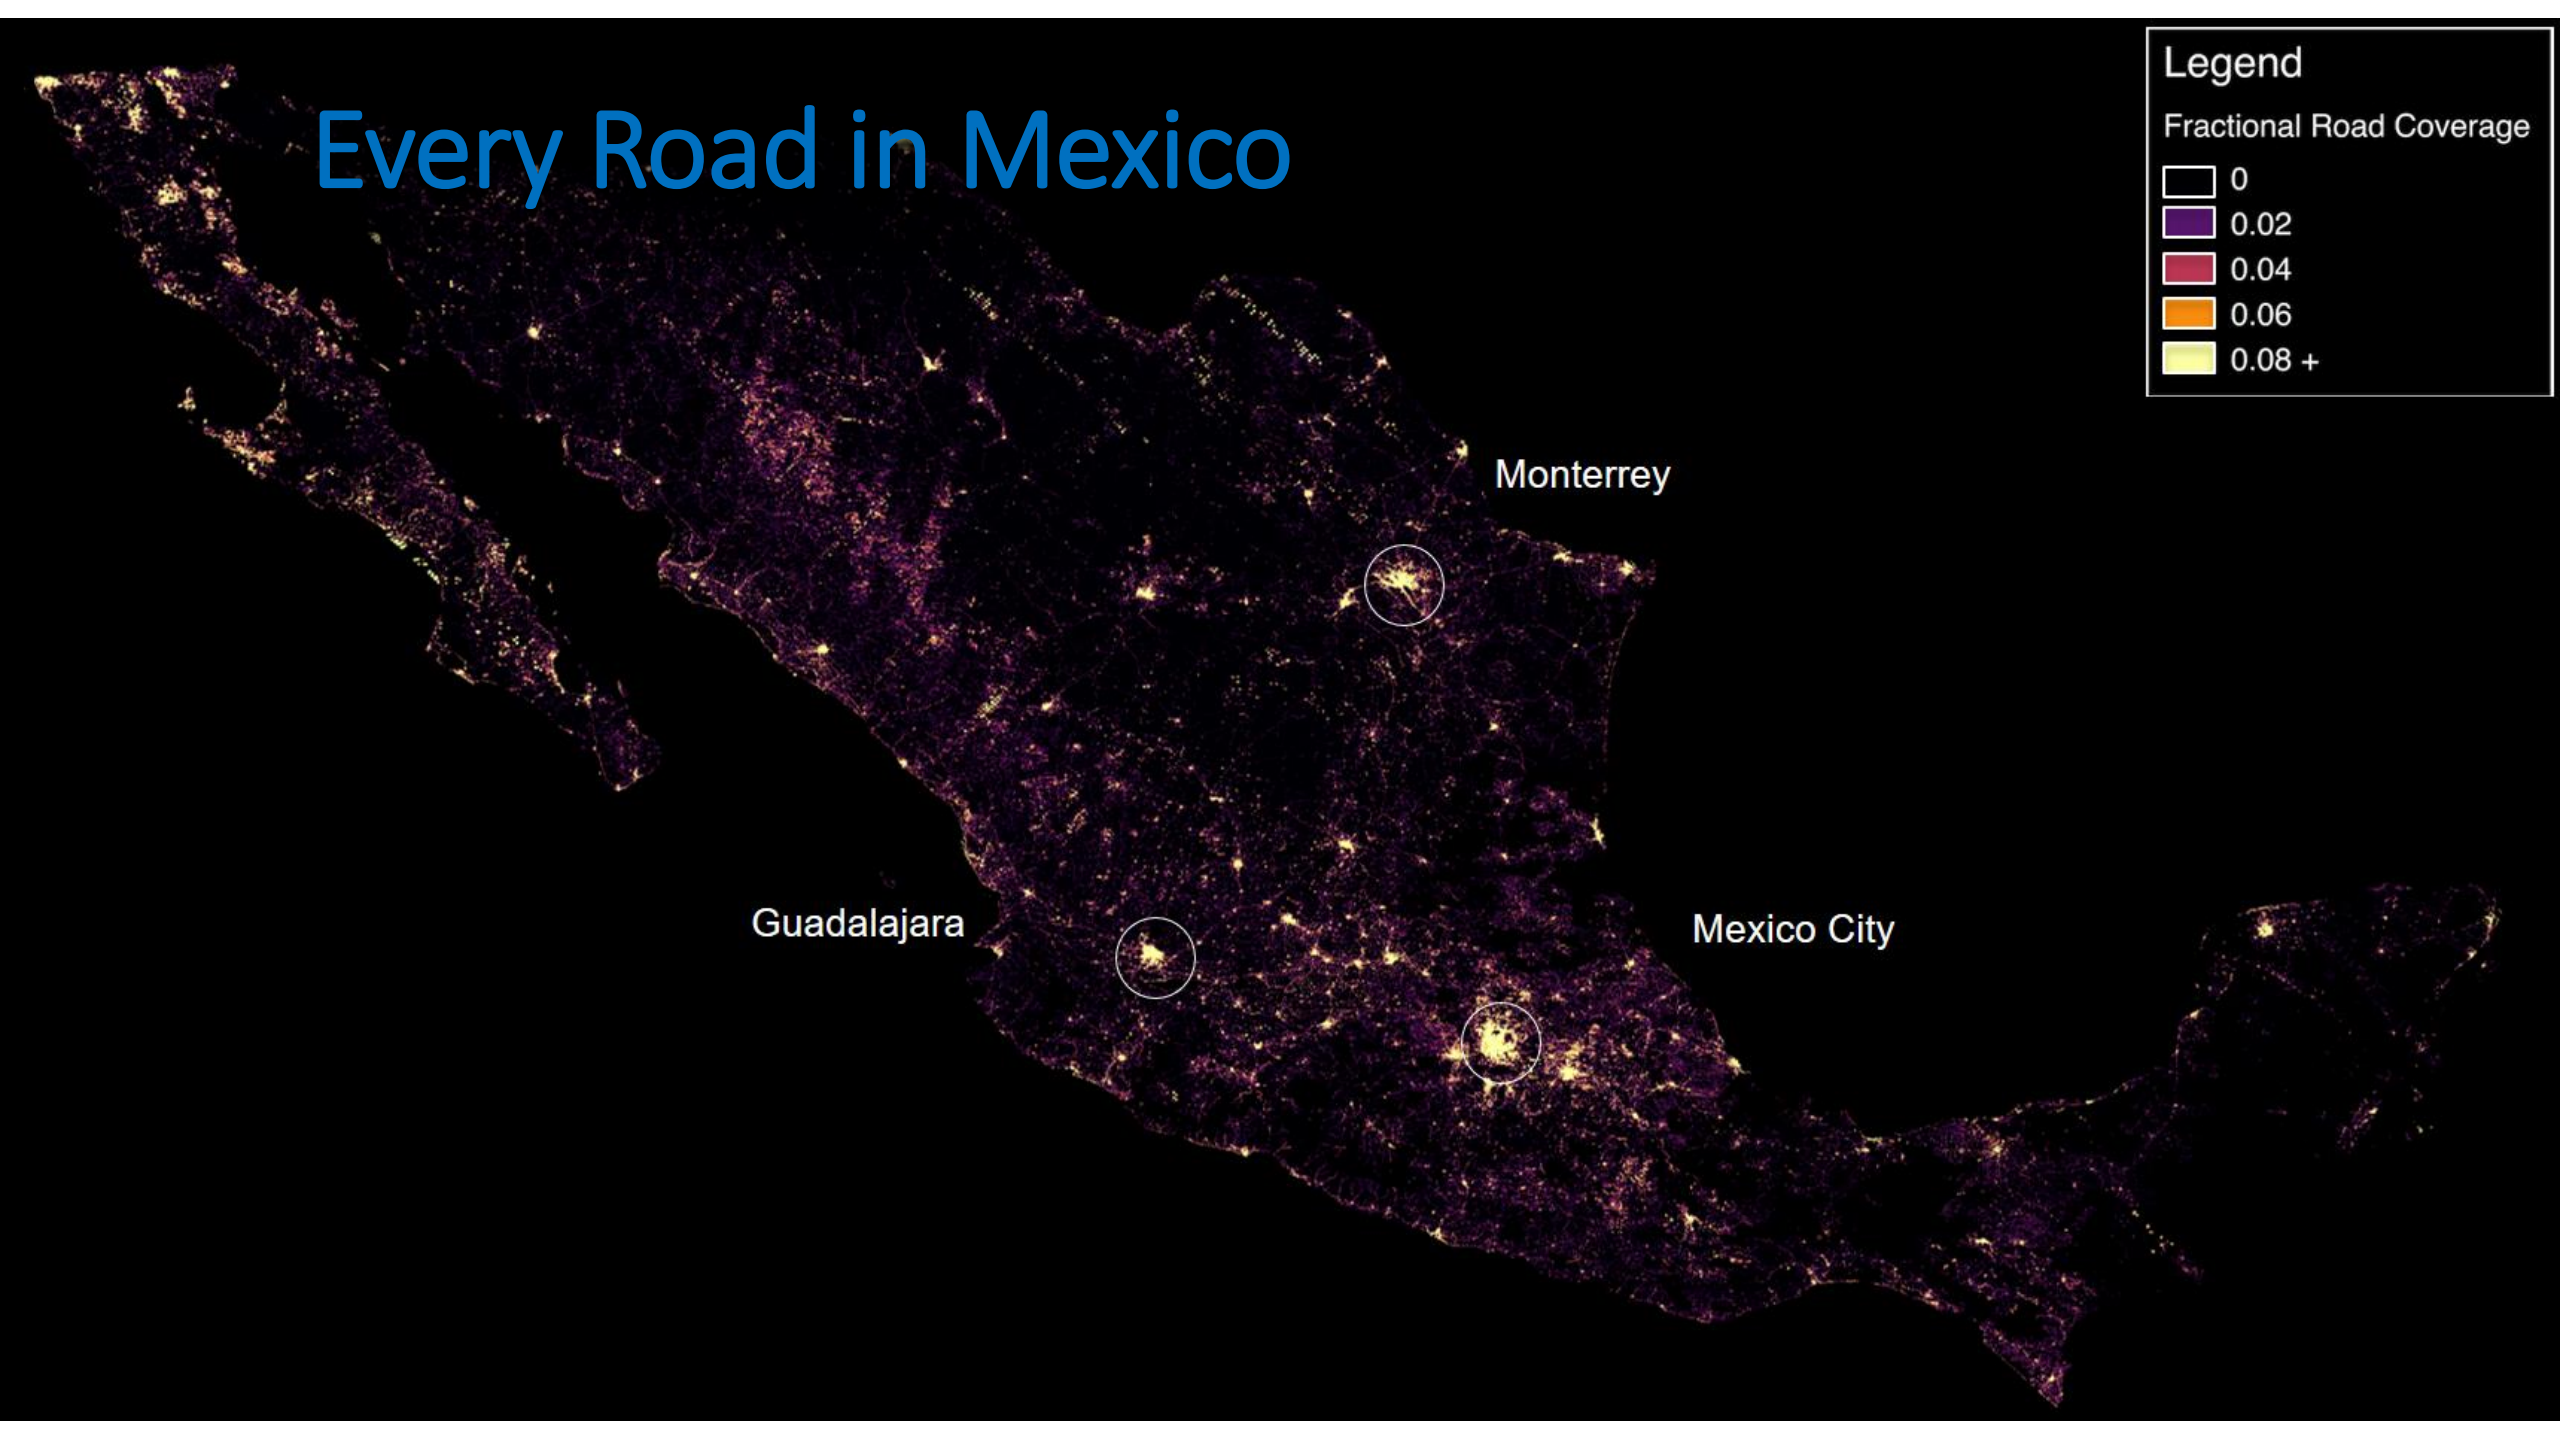 Every Road in Mexico
Legend
Fractional Road Coverage
0
0.02
0.04
0.06
0.08 +
Monterrey
Guadalajara
Mexico City